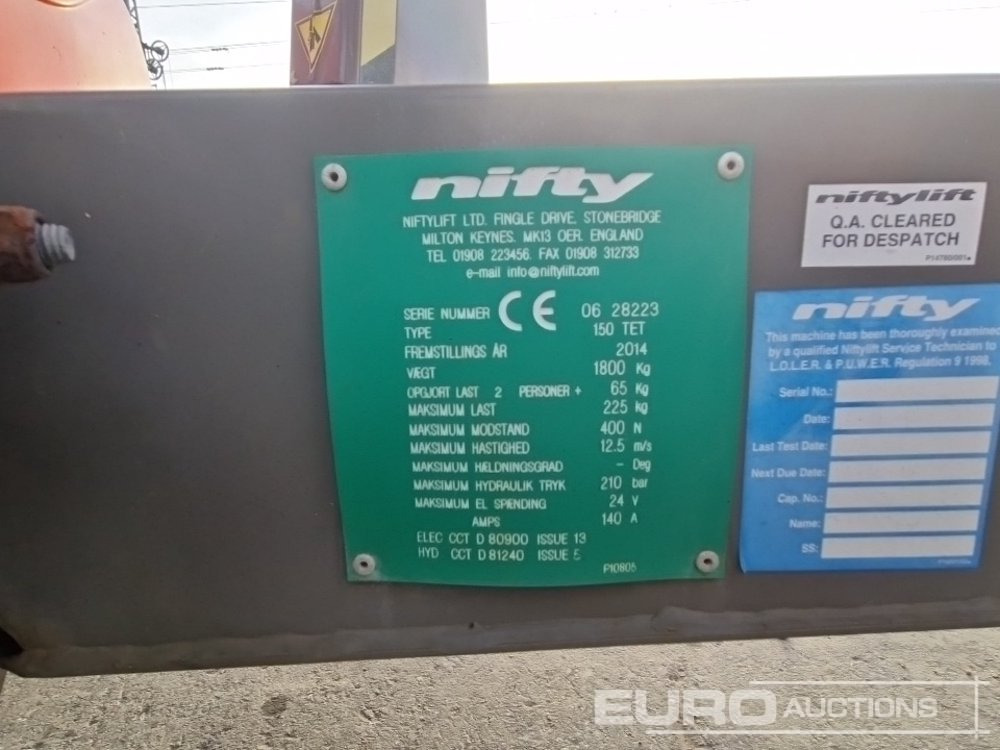 nifty
NIFTYLIFT LTD. FINGLE DRIVE, STONEBRIDGE
MILTON KEYNES. MK13 OER. ENGLAND
TEL 01908 223456. FAX 01908 312733
e-mail info@niftylift.com
SERIE NUMMER CE 06 28223
TYPE 150 TET
FREMSTILLINGS ÅR 2014
VÆGT 1800 Kg
OPGJORT LAST 2 PERSONER + 65 Kg
MAKSIMUM LAST 225 kg
MAKSIMUM MODSTAND 400 N
MAKSIMUM HASTIGHED 12.5 m/s
MAKSIMUM HÆLDNINGSGRAD - Deg
MAKSIMUM HYDRAULIK TRYK 210 bar
MAKSIMUM EL SPÆNDING 24 V
AMPS 140 A
ELEC CCT D 80900 ISSUE 13
HYD CCT D 81240 ISSUE 5
P10805
niftylift
Q.A. CLEARED
FOR DESPATCH
P14780/001
nifty
This machine has been thoroughly examined
by a qualified Niftylift Service Technician to
L.O.L.E.R. & P.U.W.E.R. Regulation 9 1998.
Serial No.:
Date:
Last Test Date:
Next Due Date:
Cap. No.:
Name:
SS:
EURO AUCTIONS